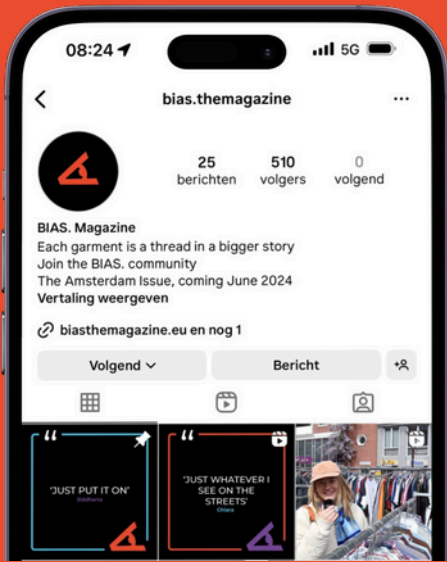 08:24
5G
bias.themagazine
25 510 0
berichten volgers volgend
BIAS. Magazine
Each garment is a thread in a bigger story
Join the BIAS. community
The Amsterdam Issue, coming June 2024
Vertaling weergeven
biasthemagazine.eu en nog 1
Volgend Bericht
"
'JUST PUT IT ON'
Siddharta
"
'JUST WHATEVER I
SEE ON THE
STREETS'
Chiara